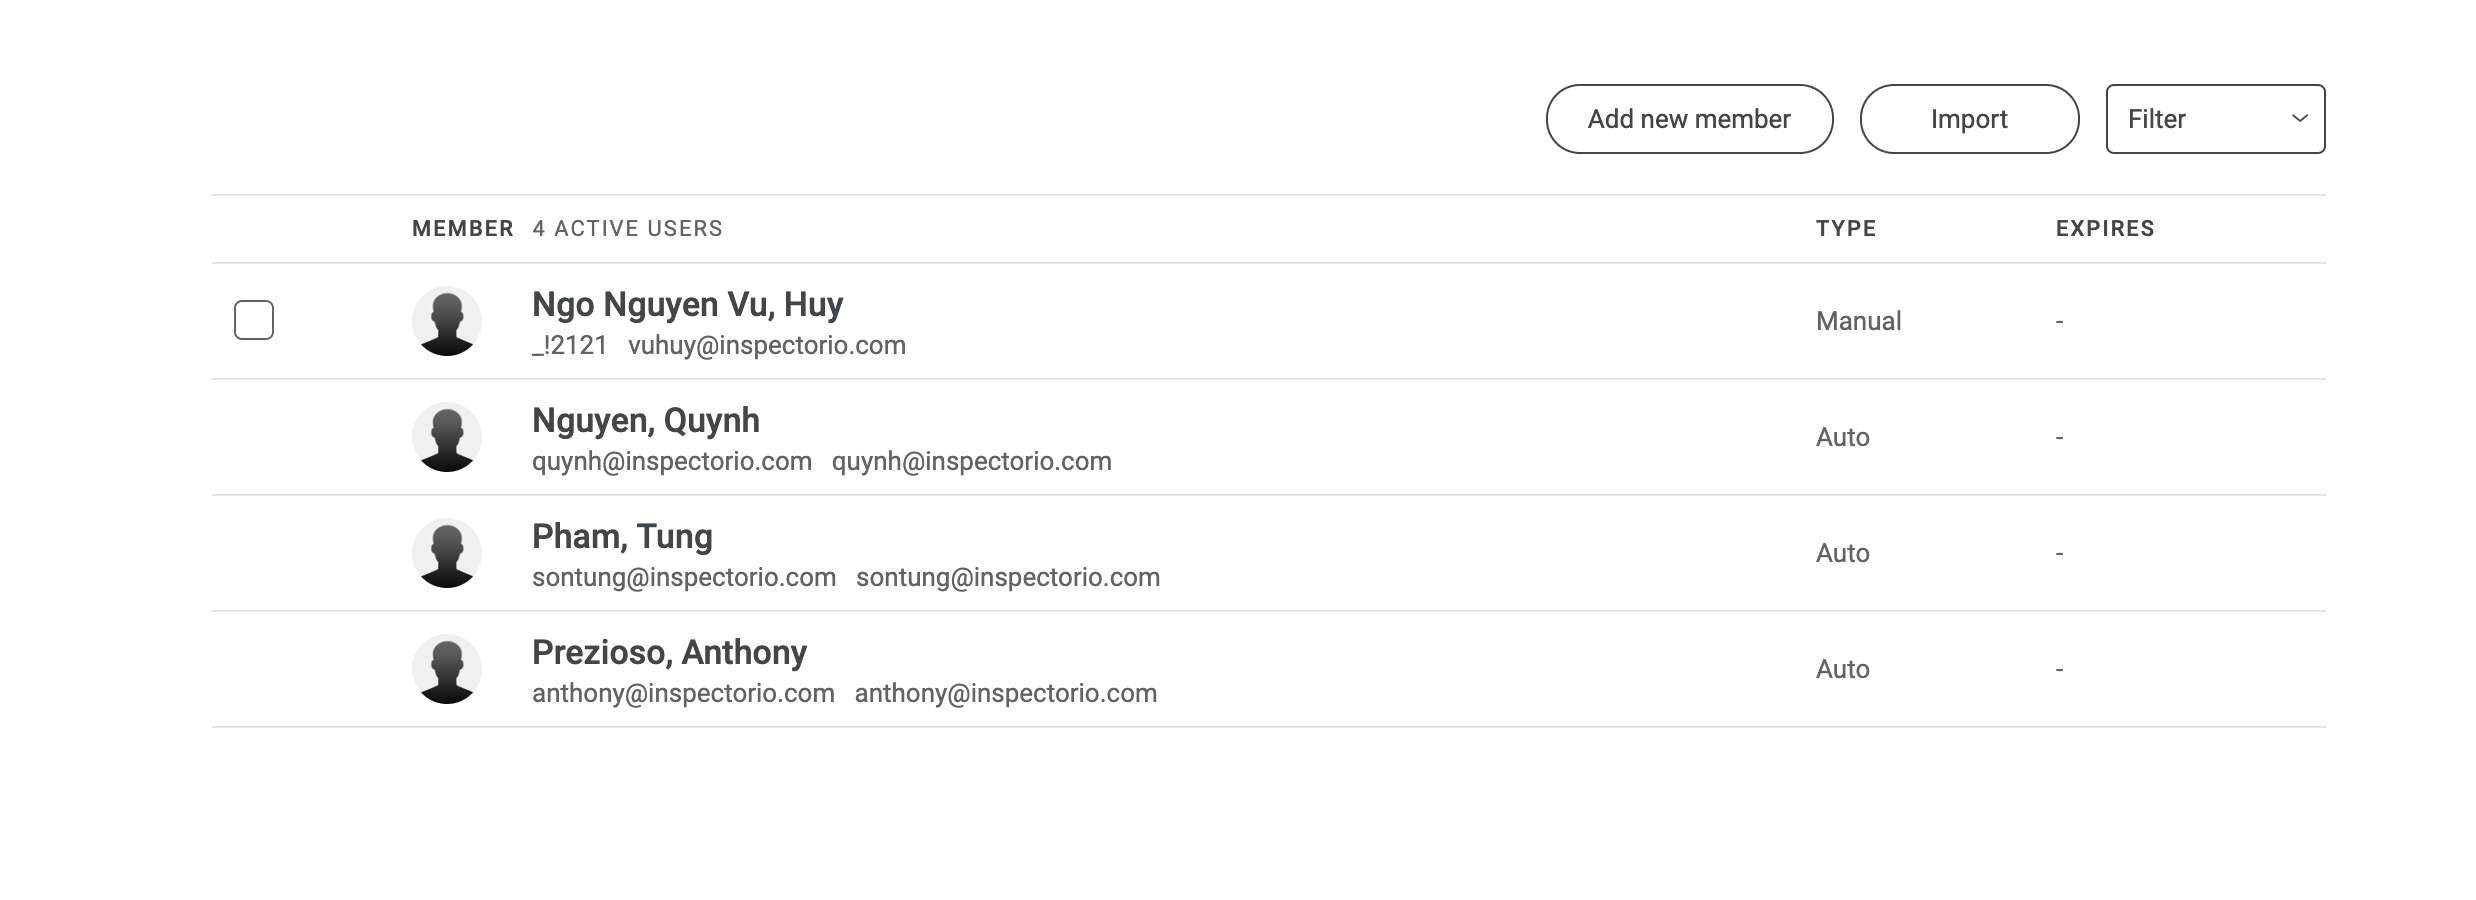 Add new member Import Filter
MEMBER 4 ACTIVE USERS TYPE EXPIRES
Ngo Nguyen Vu, Huy
_!2121 vuhuy@inspectorio.com
Manual -
Nguyen, Quynh
quynh@inspectorio.com quynh@inspectorio.com
Auto -
Pham, Tung
sontung@inspectorio.com sontung@inspectorio.com
Auto -
Prezioso, Anthony
anthony@inspectorio.com anthony@inspectorio.com
Auto -